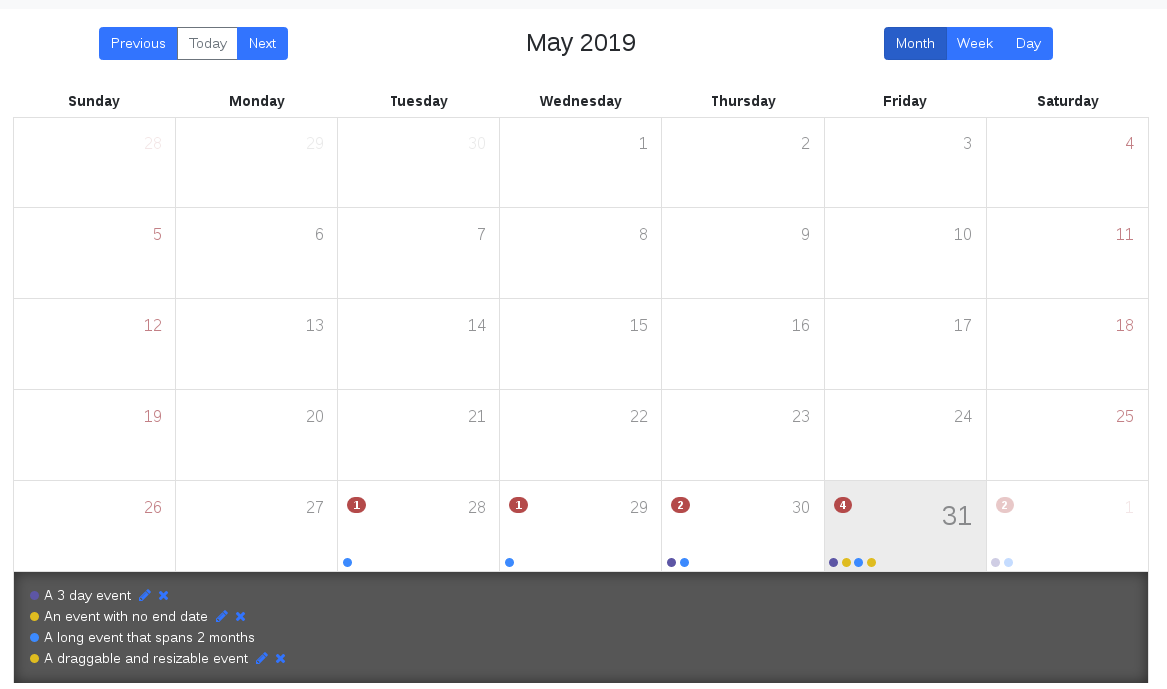 Previous Today Next May 2019 Month Week Day
Sunday Monday Tuesday Wednesday Thursday Friday Saturday
28 29 30 1 2 3 4
5 6 7 8 9 10 11
12 13 14 15 16 17 18
19 20 21 22 23 24 25
26 27 1 28 1 29 2 30 4 31 2 1
A 3 day event
An event with no end date
A long event that spans 2 months
A draggable and resizable event